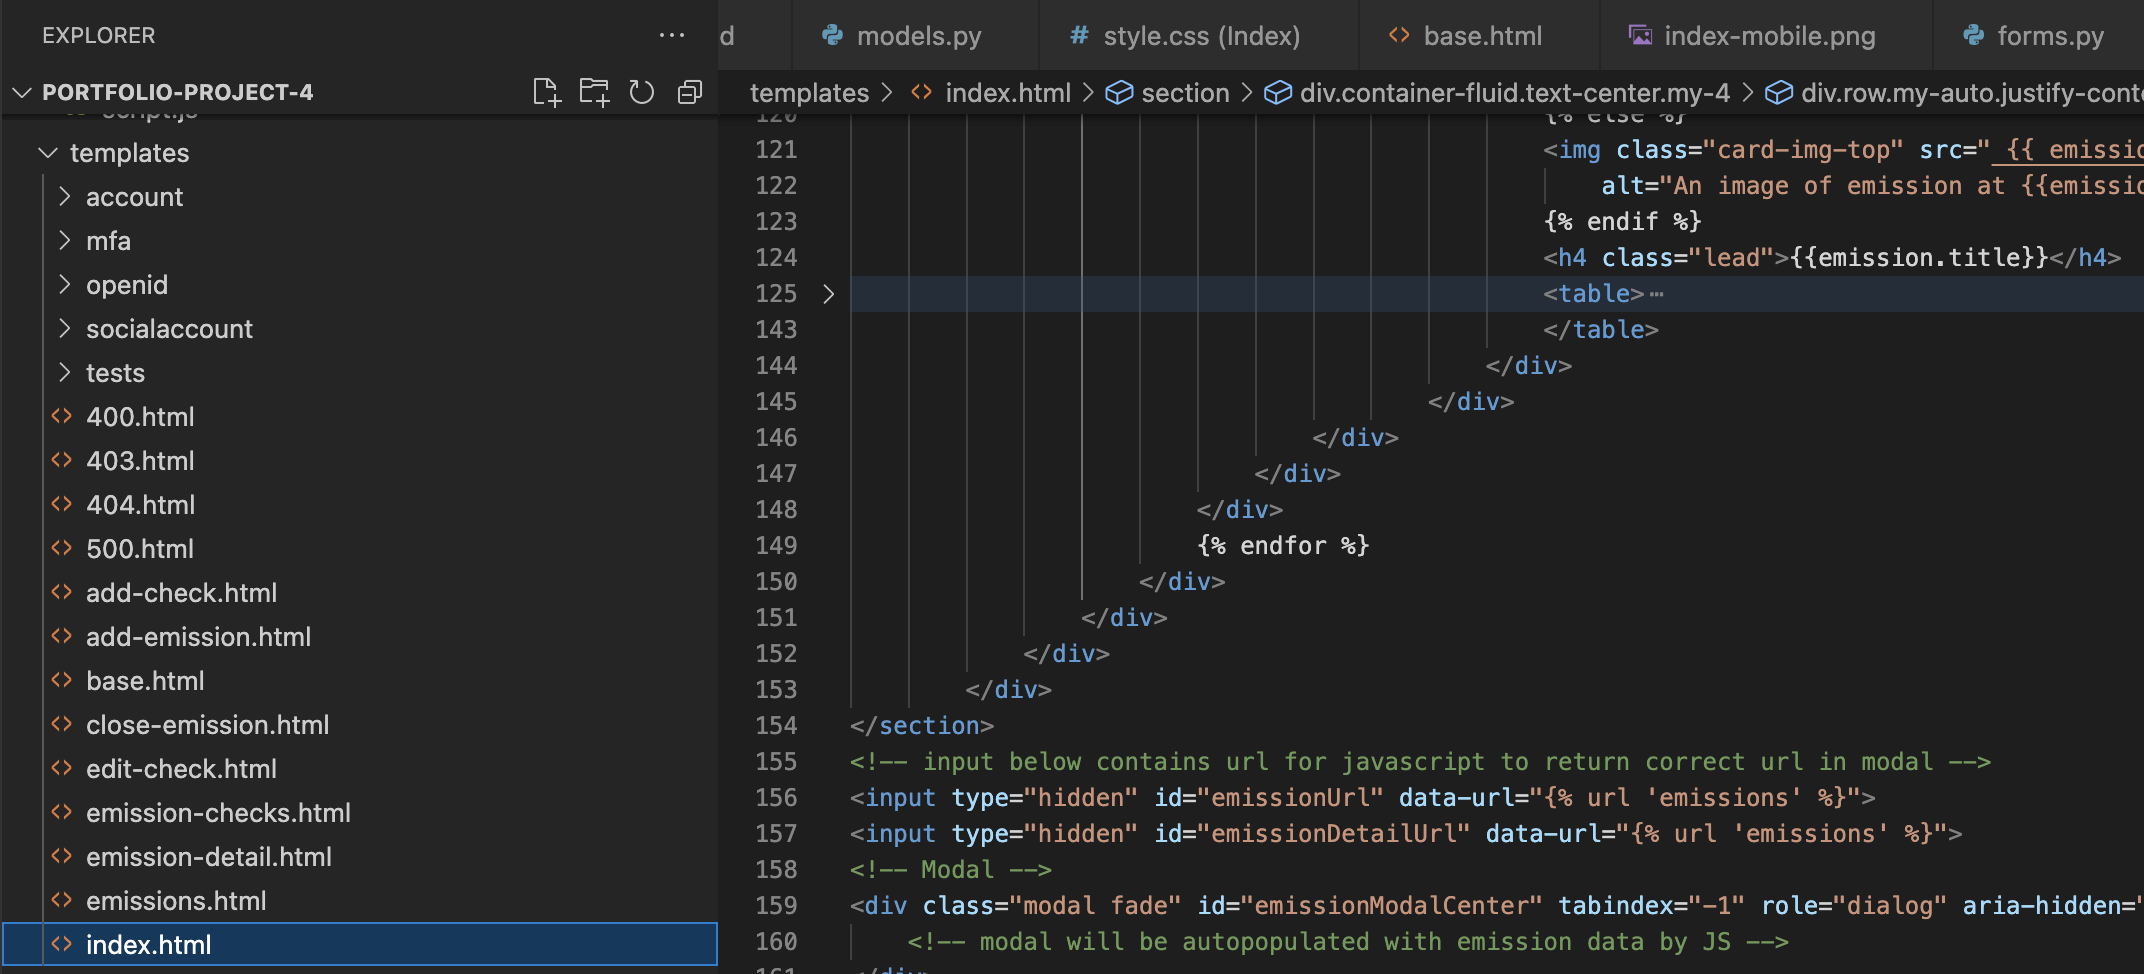 EXPLORER
PORTFOLIO-PROJECT-4
script.js
templates
account
mfa
openid
socialaccount
tests
400.html
403.html
404.html
500.html
add-check.html
add-emission.html
base.html
close-emission.html
edit-check.html
emission-checks.html
emission-detail.html
emissions.html
index.html
d models.py # style.css (Index) base.html index-mobile.png forms.py
templates > index.html > section > div.container-fluid.text-center.my-4 > div.row.my-auto.justify-conte
120 {% else %}
121 <img class="card-img-top" src=" {{ emissio
122 alt="An image of emission at {{emissio
123 {% endif %}
124 <h4 class="lead">{{emission.title}}</h4>
125 <table>…
143 </table>
144 </div>
145 </div>
146 </div>
147 </div>
148 </div>
149 {% endfor %}
150 </div>
151 </div>
152 </div>
153 </div>
154 </section>
155 <!-- input below contains url for javascript to return correct url in modal -->
156 <input type="hidden" id="emissionUrl" data-url="{% url 'emissions' %}">
157 <input type="hidden" id="emissionDetailUrl" data-url="{% url 'emissions' %}">
158 <!-- Modal -->
159 <div class="modal fade" id="emissionModalCenter" tabindex="-1" role="dialog" aria-hidden="
160 <!-- modal will be autopopulated with emission data by JS -->
161 </div>